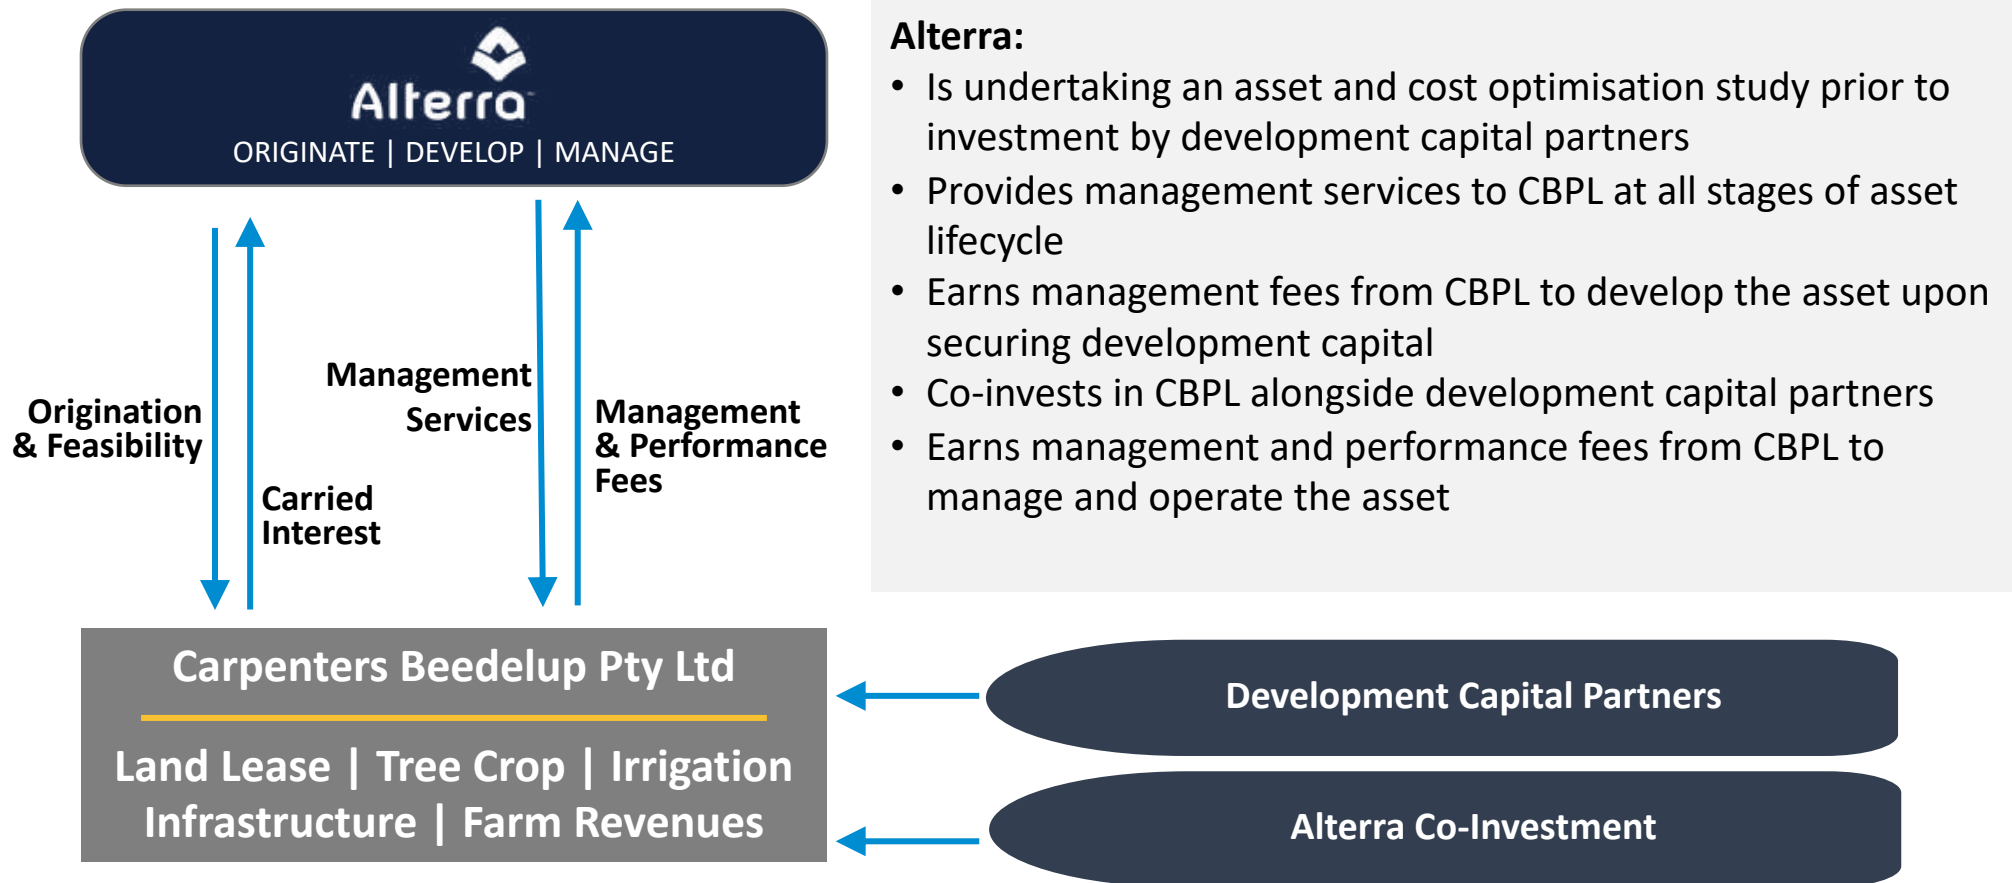 Alterra
ORIGINATE | DEVELOP | MANAGE
Origination
& Feasibility
Carried
Interest
Management
Services
Management
& Performance
Fees
Alterra:
• Is undertaking an asset and cost optimisation study prior to
investment by development capital partners
• Provides management services to CBPL at all stages of asset
lifecycle
• Earns management fees from CBPL to develop the asset upon
securing development capital
• Co-invests in CBPL alongside development capital partners
• Earns management and performance fees from CBPL to
manage and operate the asset
Carpenters Beedelup Pty Ltd
Land Lease | Tree Crop | Irrigation
Infrastructure | Farm Revenues
Development Capital Partners
Alterra Co-Investment